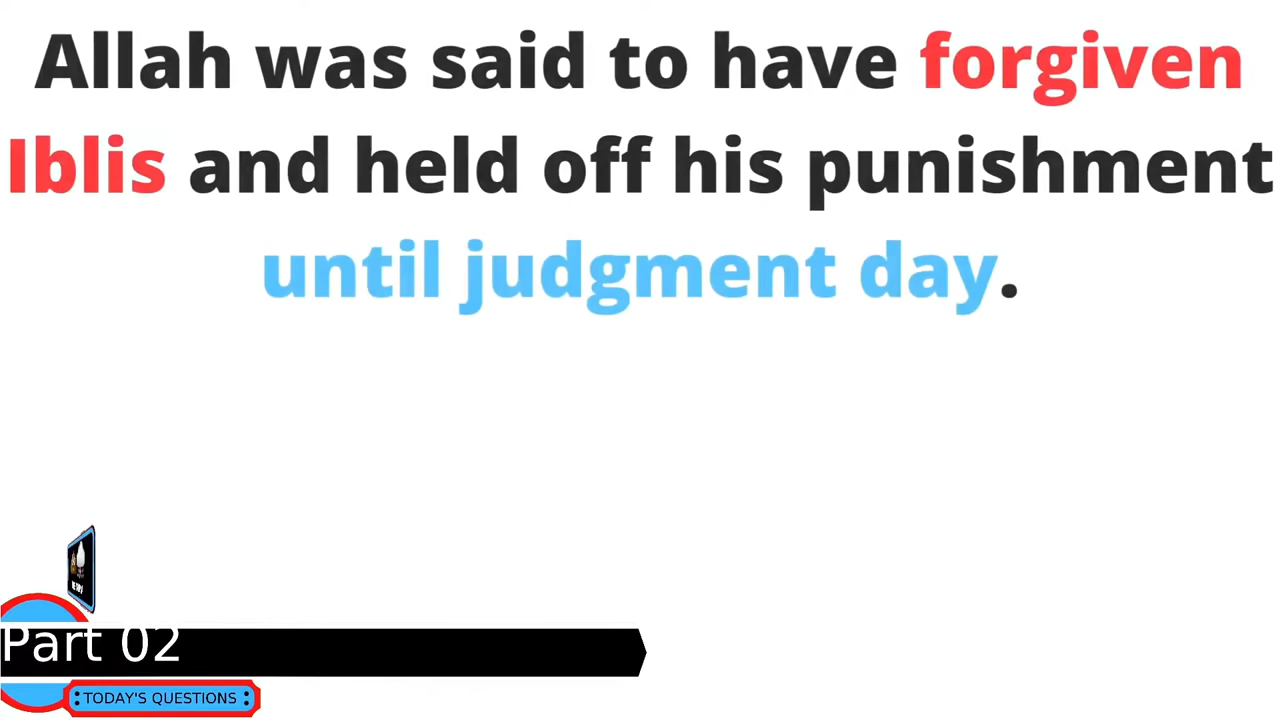 Allah was said to have forgiven
Iblis and held off his punishment
until judgment day.
Part 02
TODAY'S QUESTIONS